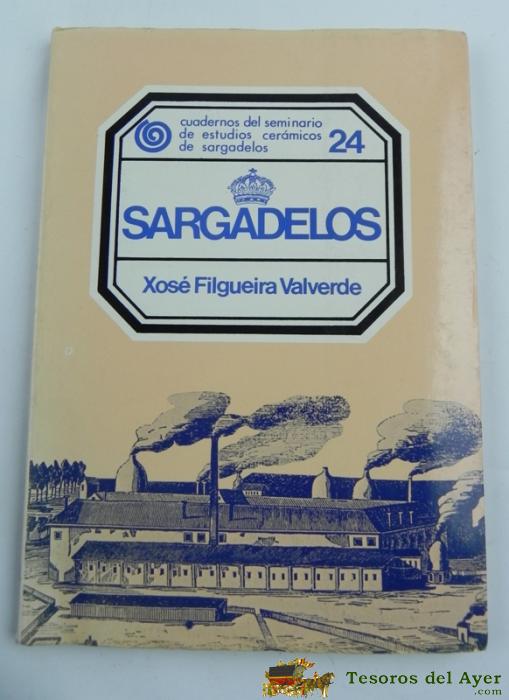 cuadernos del seminario
de estudios cerámicos
de sargadelos
24
SARGADELOS
Xosé Filgueira Valverde
Tesoros del Ayer
.com